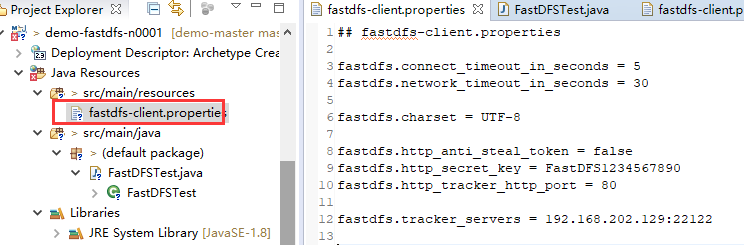 Project Explorer
demo-fastdfs-n0001 [demo-master mast
Deployment Descriptor: Archetype Crea
Java Resources
> src/main/resources
fastdfs-client.properties
> src/main/java
> (default package)
FastDFSTest.java
FastDFSTest
Libraries
JRE System Library [JavaSE-1.8]
fastdfs-client.properties
FastDFSTest.java
fastdfs-client.p
1 ## fastdfs-client.properties
2
3 fastdfs.connect_timeout_in_seconds = 5
4 fastdfs.network_timeout_in_seconds = 30
5
6 fastdfs.charset = UTF-8
7
8 fastdfs.http_anti_steal_token = false
9 fastdfs.http_secret_key = FastDFS1234567890
10 fastdfs.http_tracker_http_port = 80
11
12 fastdfs.tracker_servers = 192.168.202.129:22122
13